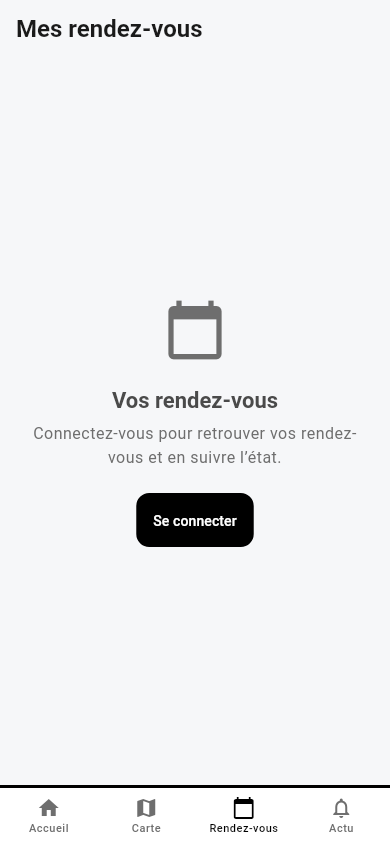 Mes rendez-vous
Vos rendez-vous
Connectez-vous pour retrouver vos rendez-
vous et en suivre l’état.
Se connecter
Accueil
Carte
Rendez-vous
Actu